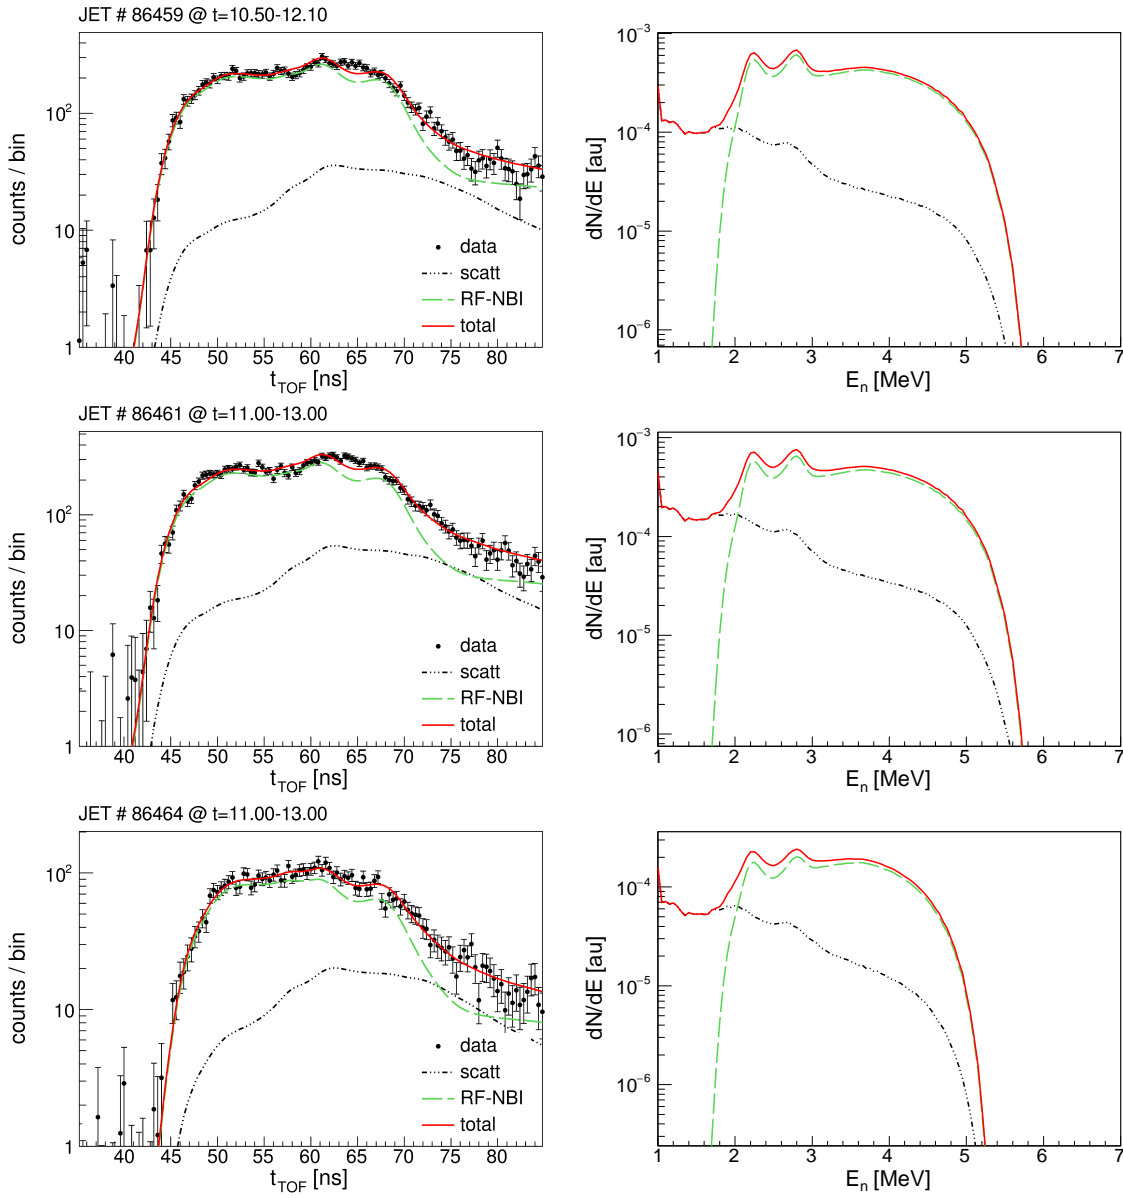 JET # 86459 @ t=10.50-12.10
counts / bin
10²
10
1
data
scatt
RF-NBI
total
40 45 50 55 60 65 70 75 80
t_TOF [ns]
dN/dE [au]
10⁻³
10⁻⁴
10⁻⁵
10⁻⁶
1 2 3 4 5 6 7
E_n [MeV]
JET # 86461 @ t=11.00-13.00
counts / bin
10²
10
1
data
scatt
RF-NBI
total
40 45 50 55 60 65 70 75 80
t_TOF [ns]
dN/dE [au]
10⁻³
10⁻⁴
10⁻⁵
10⁻⁶
1 2 3 4 5 6 7
E_n [MeV]
JET # 86464 @ t=11.00-13.00
counts / bin
10²
10
1
data
scatt
RF-NBI
total
40 45 50 55 60 65 70 75 80
t_TOF [ns]
dN/dE [au]
10⁻⁴
10⁻⁵
10⁻⁶
1 2 3 4 5 6 7
E_n [MeV]